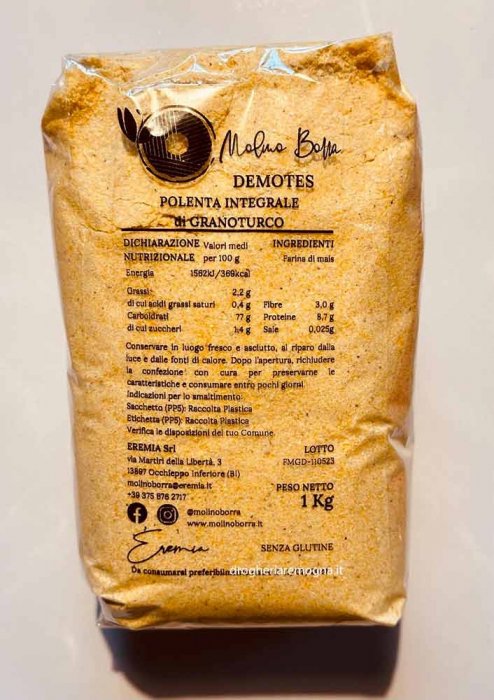 Molino Borra
DEMOTES
POLENTA INTEGRALE
di GRANOTURCO
DICHIARAZIONE Valori medi INGREDIENTI
NUTRIZIONALE per 100 g Farina di mais
Energia 1562kJ/369kcal
Grassi 2,2 g
di cui acidi grassi saturi 0,4 g Fibre 3,0 g
Carboidrati 77 g Proteine 8,7 g
di cui zuccheri 1,4 g Sale 0,025g
Conservare in luogo fresco e asciutto, al riparo dalla
luce e dalle fonti di calore. Dopo l'apertura, richiudere
la confezione con cura per preservarne le
caratteristiche e consumare entro pochi giorni.
Indicazioni per lo smaltimento:
Sacchetto (PP5): Raccolta Plastica
Etichetta (PP5): Raccolta Plastica
Verifica le disposizioni del tuo Comune.
EREMIA Srl LOTTO
via Martiri della Libertà, 3 FMGD-110523
13897 Occhieppo Inferiore (BI)
molinoborra@eremia.it PESO NETTO
+39 375 876 2717 1 Kg
@molinoborra
www.molinoborra.it
Eremia SENZA GLUTINE
Da consumarsi preferibilm
drogheriaremogna.it